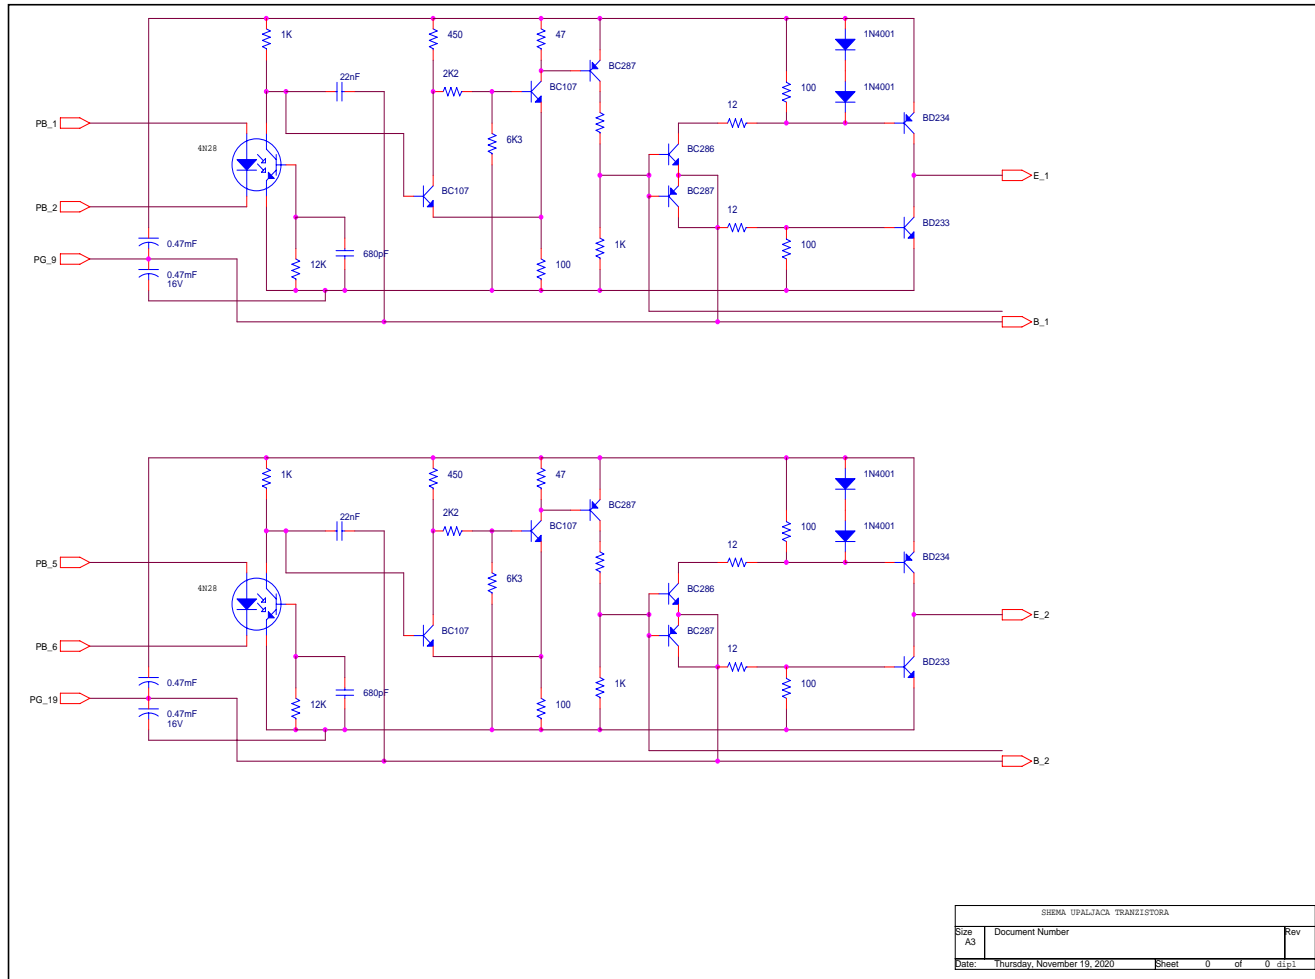 1K
450
47
1N4001
BC287
22nF
2K2
BC107
100
1N4001
12
PB_1
4N28
6K3
BD234
BC286
E_1
PB_2
BC107
BC287
12
BD233
0.47mF
PG_9
0.47mF
16V
12K
680pF
100
1K
100
B_1
1K
450
47
1N4001
BC287
22nF
2K2
BC107
100
1N4001
12
PB_5
4N28
6K3
BD234
BC286
E_2
PB_6
BC107
BC287
12
BD233
0.47mF
PG_19
0.47mF
16V
12K
680pF
100
1K
100
B_2
SHEMA UPALJACA TRANZISTORA
Size Document Number Rev
A3
Date: Thursday, November 19, 2020 Sheet 0 of 0 dipl